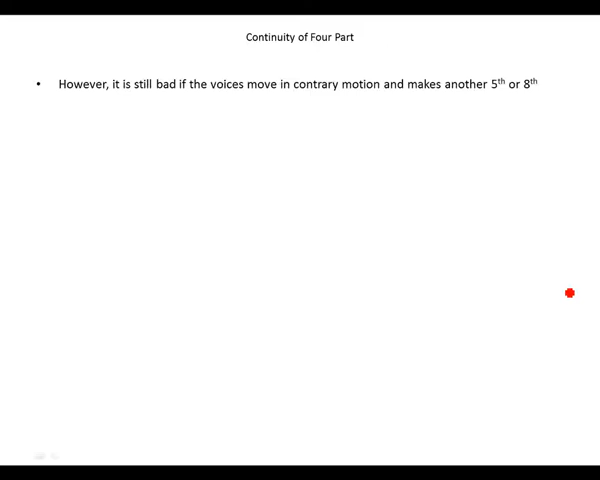 Continuity of Four Part
• However, it is still bad if the voices move in contrary motion and makes another 5th or 8th